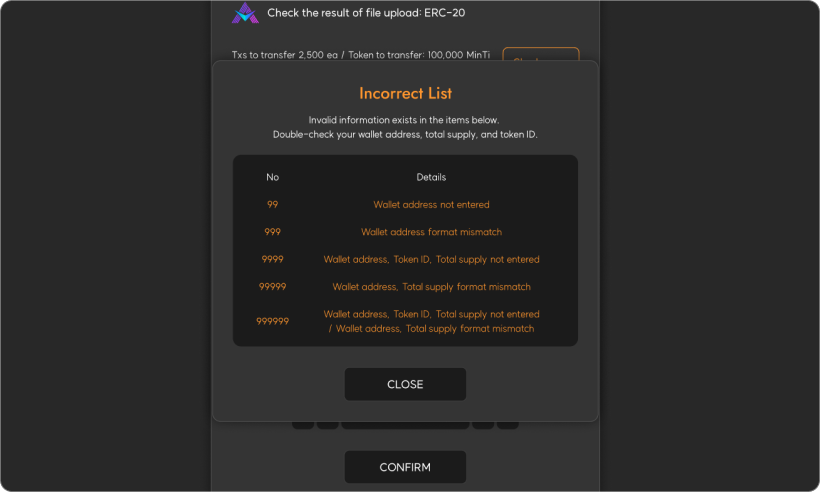 Check the result of file upload: ERC-20
Txs to transfer 2,500 ea / Token to transfer: 100,000 MinTi
Incorrect List
Invalid information exists in the items below.
Double-check your wallet address, total supply, and token ID.
No Details
99 Wallet address not entered
999 Wallet address format mismatch
9999 Wallet address, Token ID, Total supply not entered
99999 Wallet address, Total supply format mismatch
999999 Wallet address, Token ID, Total supply not entered
/ Wallet address, Total supply format mismatch
CLOSE
CONFIRM